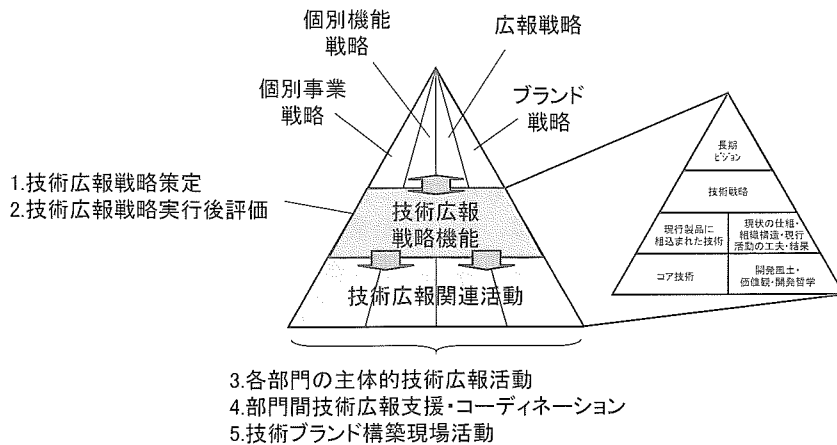 個別機能
戦略
広報戦略
個別事業
戦略
ブランド
戦略
1.技術広報戦略策定
2.技術広報戦略実行後評価
技術広報
戦略機能
技術広報関連活動
長期
ビジョン
技術戦略
現行製品に
組込まれた技術
現状の仕組・
組織構造・現行
活動の工夫・結果
コア技術
開発風土・
価値観・開発哲学
3.各部門の主体的技術広報活動
4.部門間技術広報支援・コーディネーション
5.技術ブランド構築現場活動